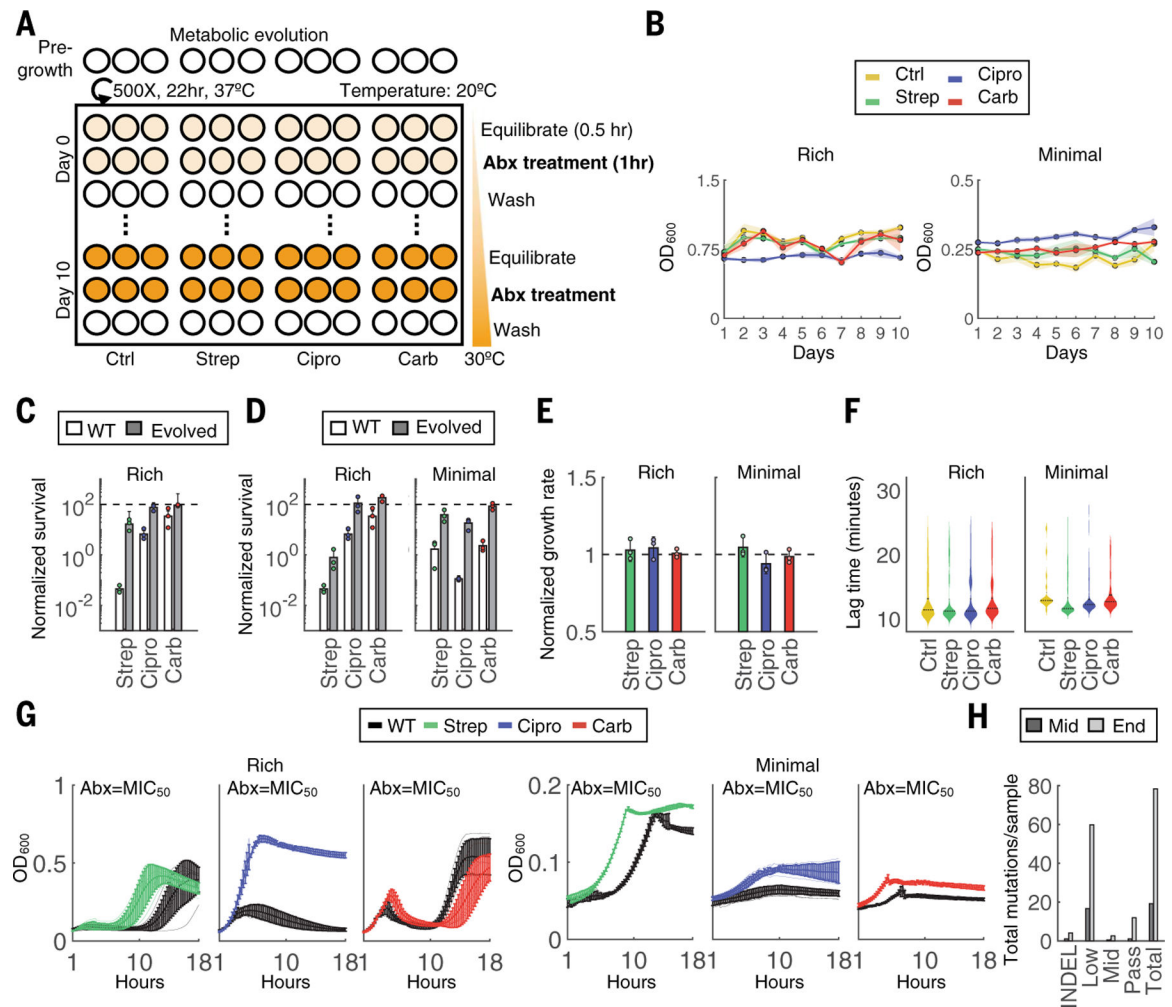 A
Metabolic evolution
Pre-
growth
500X, 22hr, 37ºC
Temperature: 20ºC
Day 0
Equilibrate (0.5 hr)
Abx treatment (1hr)
Wash
Day 10
Equilibrate
Abx treatment
Wash
Ctrl Strep Cipro Carb 30ºC
B
Ctrl Cipro
Strep Carb
Rich
OD600
1.5
0.75
0
1 2 3 4 5 6 7 8 9 10
Days
Minimal
OD600
0.5
0.25
0
1 2 3 4 5 6 7 8 9 10
Days
C
WT Evolved
Rich
Normalized survival
10^2
10^0
10^-2
Strep
Cipro
Carb
D
WT Evolved
Rich Minimal
Normalized survival
10^2
10^0
10^-2
Strep
Cipro
Carb
Strep
Cipro
Carb
E
Rich Minimal
Normalized growth rate
1
0.5
Strep
Cipro
Carb
Strep
Cipro
Carb
F
Rich Minimal
Lag time (minutes)
30
20
10
Ctrl
Strep
Cipro
Carb
Ctrl
Strep
Cipro
Carb
G
WT Strep Cipro Carb
Rich
Abx=MIC50 Abx=MIC50 Abx=MIC50
OD600
1
0.5
0
1 10 181 10 181 10 18
Hours Hours Hours
Minimal
Abx=MIC50 Abx=MIC50 Abx=MIC50
OD600
0.2
0.1
0
1 10 181 10 181 10 18
Hours Hours Hours
H
Mid End
Total mutations/sample
80
60
40
20
0
INDEL
Low
Mid
Pass
Total